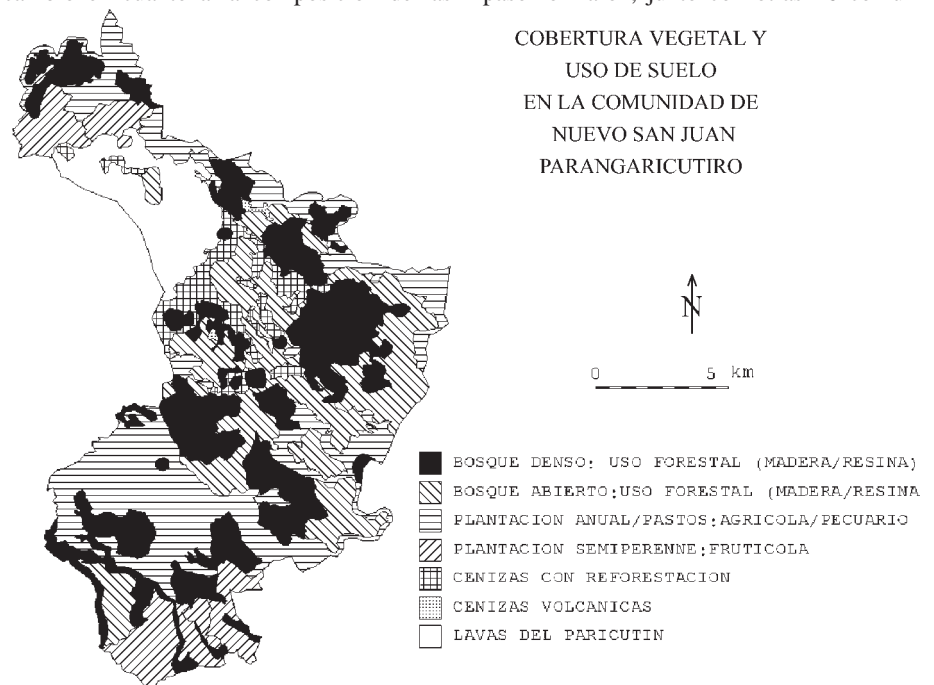 COBERTURA VEGETAL Y
USO DE SUELO
EN LA COMUNIDAD DE
NUEVO SAN JUAN
PARANGARICUTIRO
N
0 5 km
BOSQUE DENSO: USO FORESTAL (MADERA/RESINA)
BOSQUE ABIERTO:USO FORESTAL (MADERA/RESINA
PLANTACION ANUAL/PASTOS:AGRICOLA/PECUARIO
PLANTACION SEMIPERENNE:FRUTICOLA
CENIZAS CON REFORESTACION
CENIZAS VOLCANICAS
LAVAS DEL PARICUTIN